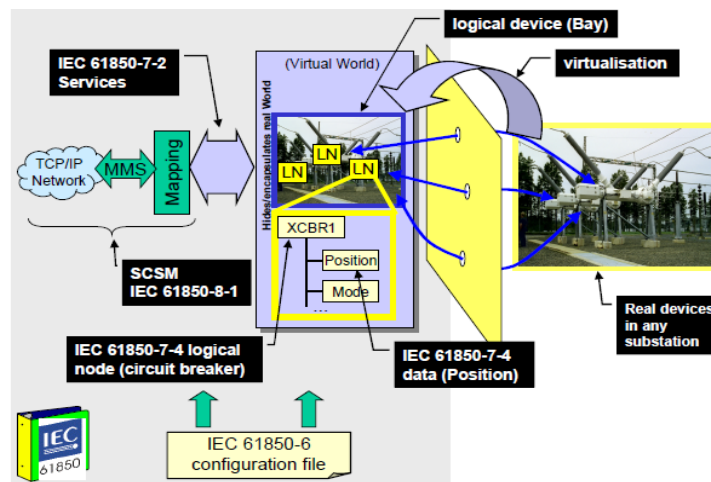 logical device (Bay)
IEC 61850-7-2
Services
(Virtual World)
virtualisation
Hides/encapsulates real World
TCP/IP
Network
MMS
Mapping
LN
LN
LN
XCBR1
Position
Mode
...
SCSM
IEC 61850-8-1
Real devices
in any
substation
IEC 61850-7-4 logical
node (circuit breaker)
IEC 61850-7-4
data (Position)
IEC 61850-6
configuration file
IEC
61850